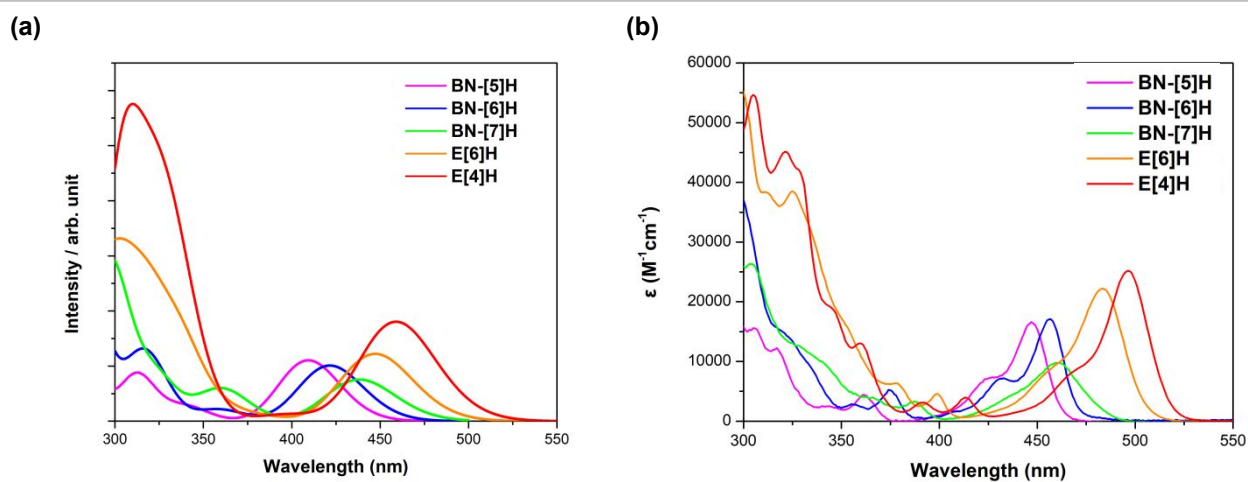 (a)
(b)
Intensity / arb. unit
BN-[5]H
BN-[6]H
BN-[7]H
E[6]H
E[4]H
300 350 400 450 500 550
Wavelength (nm)
ε (M⁻¹cm⁻¹)
60000
50000
40000
30000
20000
10000
0
BN-[5]H
BN-[6]H
BN-[7]H
E[6]H
E[4]H
300 350 400 450 500 550
Wavelength (nm)